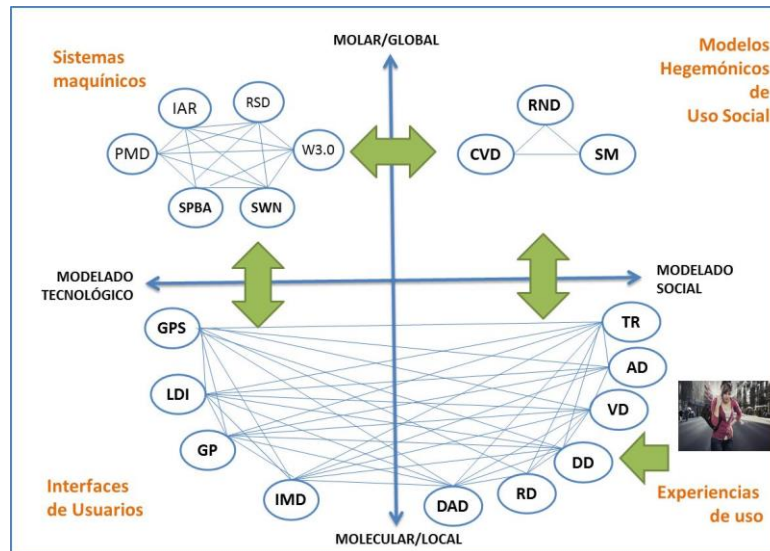 MOLAR/GLOBAL
Sistemas
maquínicos
Modelos
Hegemónicos
de
Uso Social
IAR
RSD
PMD
W3.0
SPBA
SWN
RND
CVD
SM
MODELADO
TECNOLÓGICO
MODELADO
SOCIAL
GPS
TR
AD
LDI
VD
GP
DD
IMD
DAD
RD
Interfaces
de Usuarios
Experiencias
de uso
MOLECULAR/LOCAL